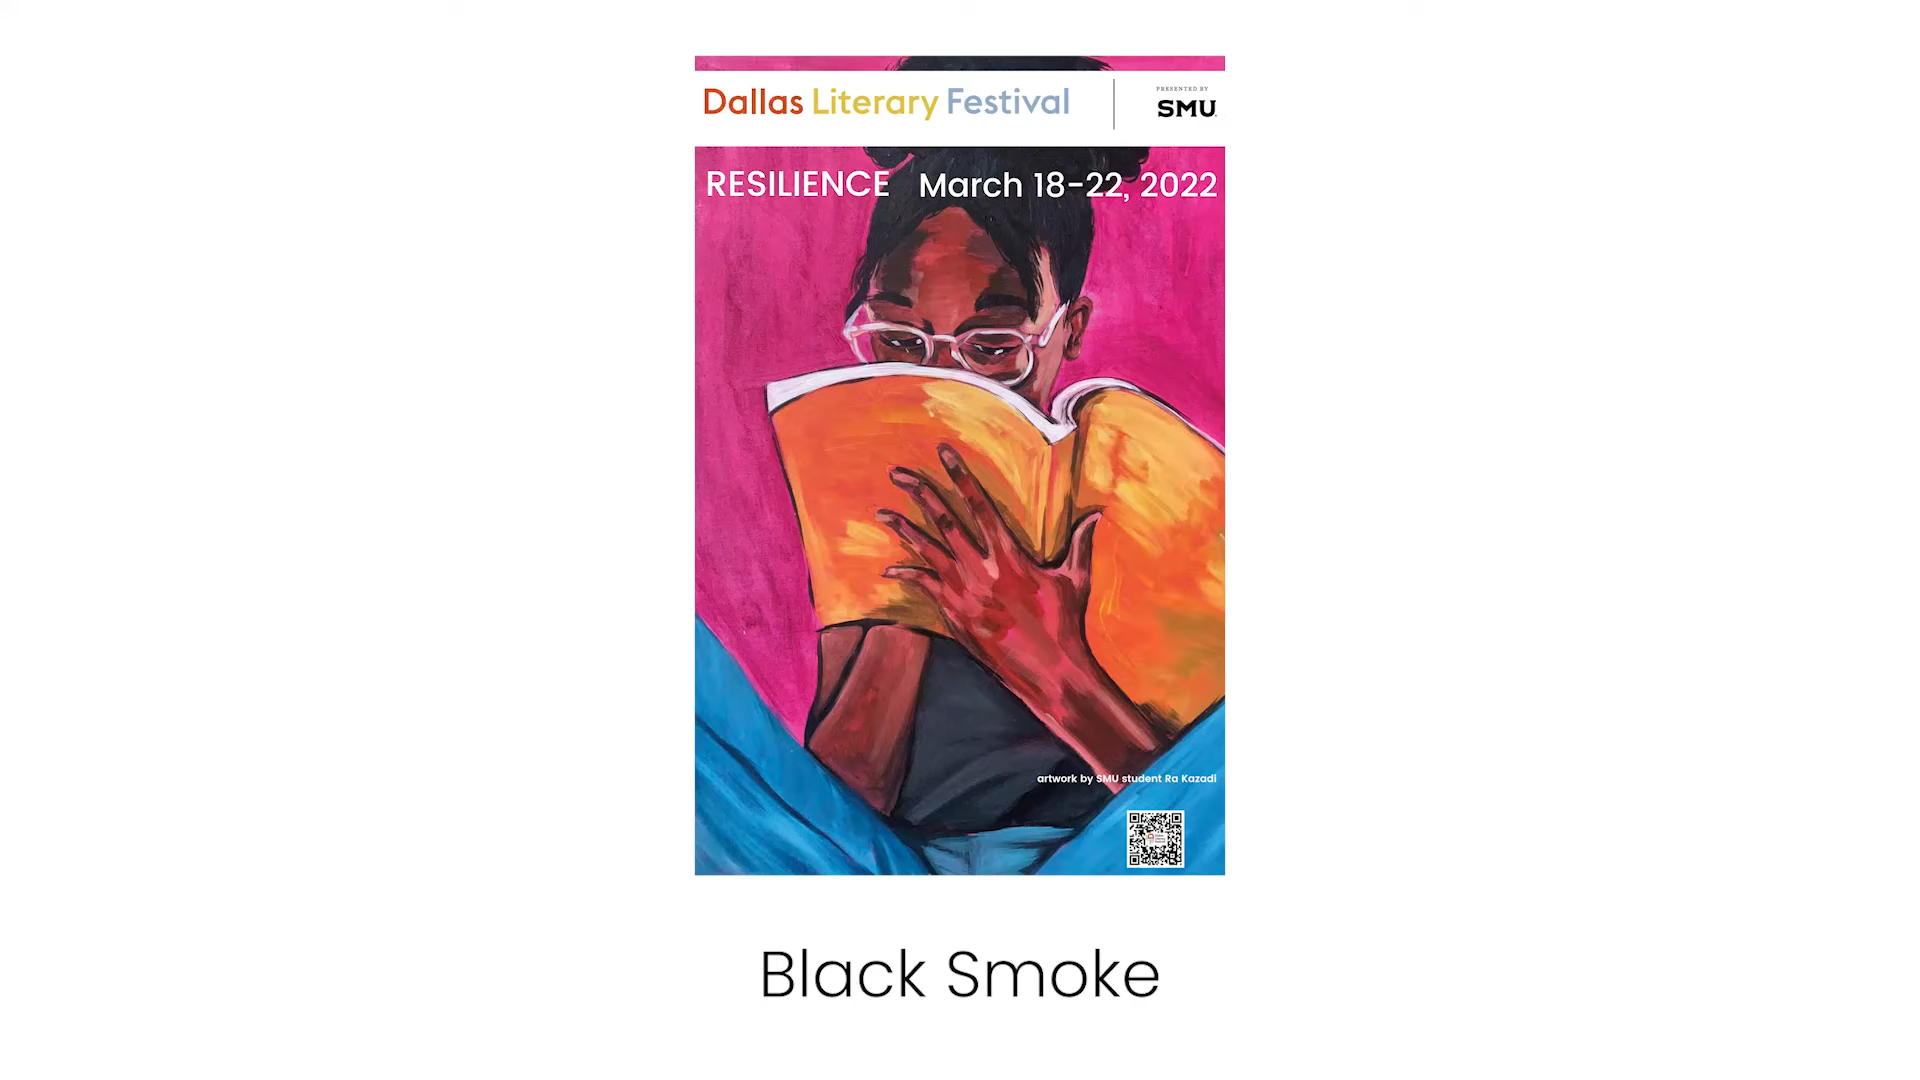 Dallas Literary Festival
PRESENTED BY
SMU
RESILIENCE March 18-22, 2022
artwork by SMU student Ra Kazadi
Black Smoke